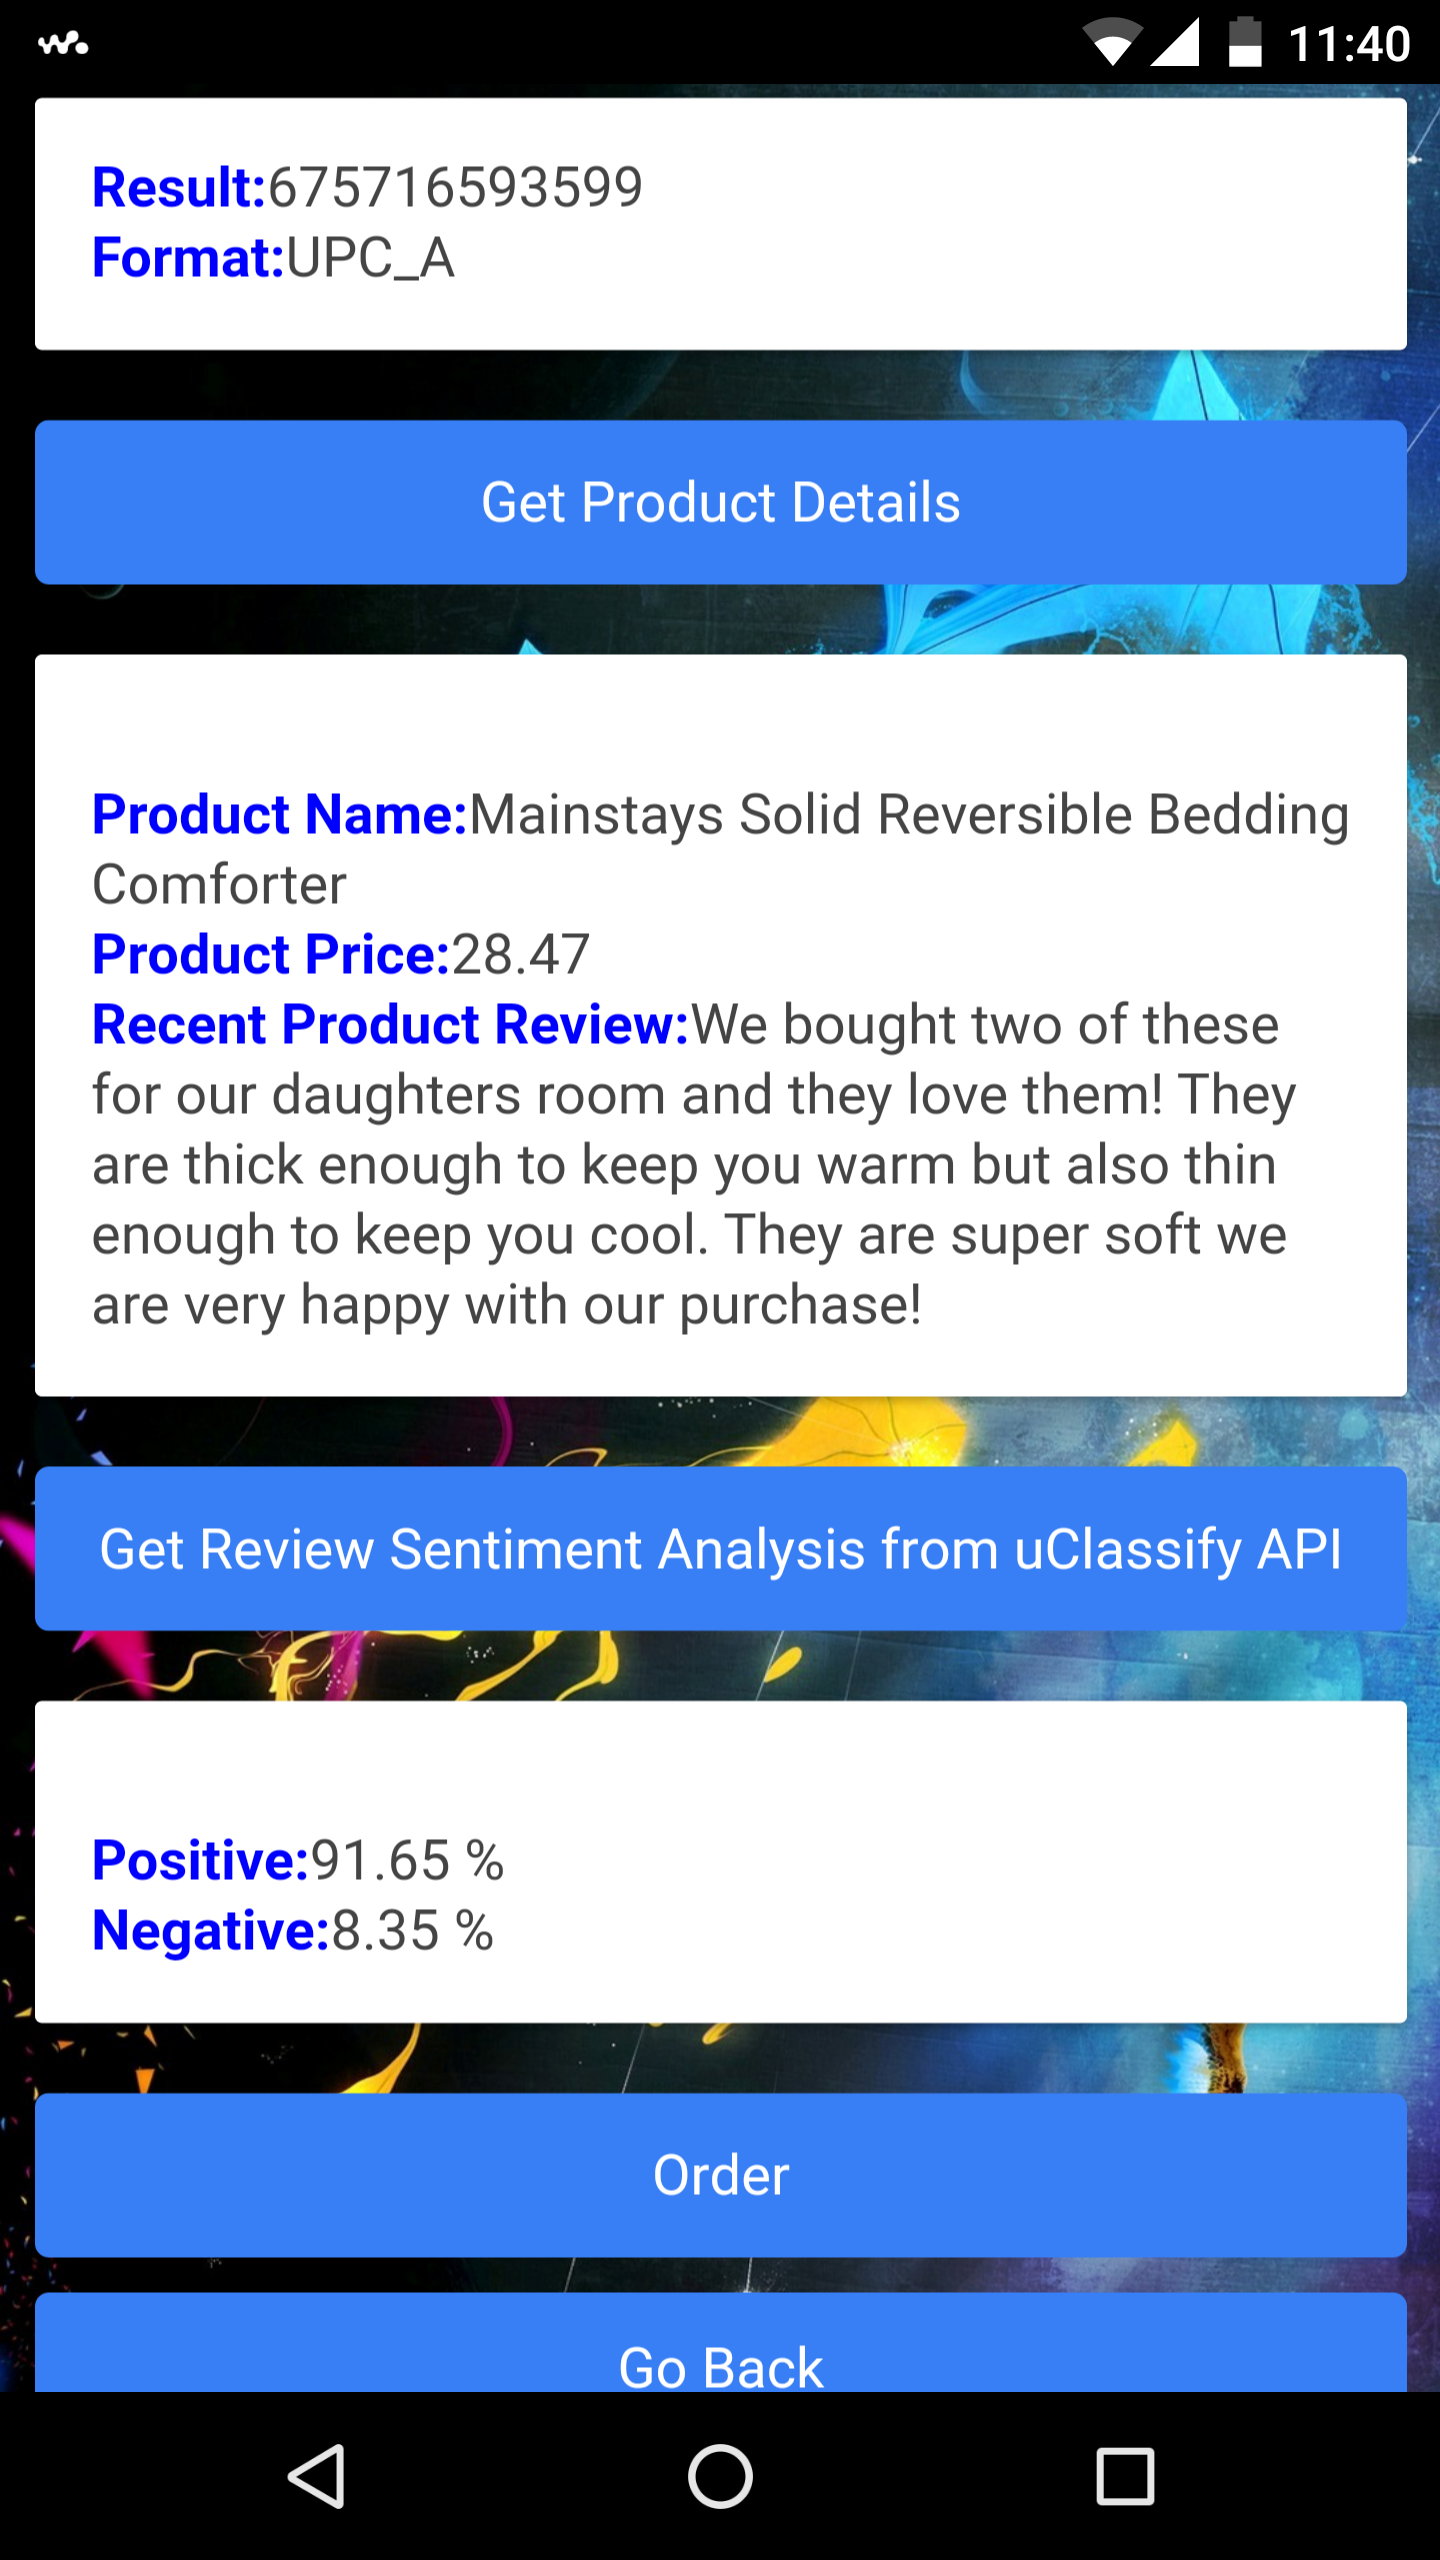 11:40
Result:675716593599
Format:UPC_A
Get Product Details
Product Name:Mainstays Solid Reversible Bedding
Comforter
Product Price:28.47
Recent Product Review:We bought two of these
for our daughters room and they love them! They
are thick enough to keep you warm but also thin
enough to keep you cool. They are super soft we
are very happy with our purchase!
Get Review Sentiment Analysis from uClassify API
Positive:91.65 %
Negative:8.35 %
Order
Go Back